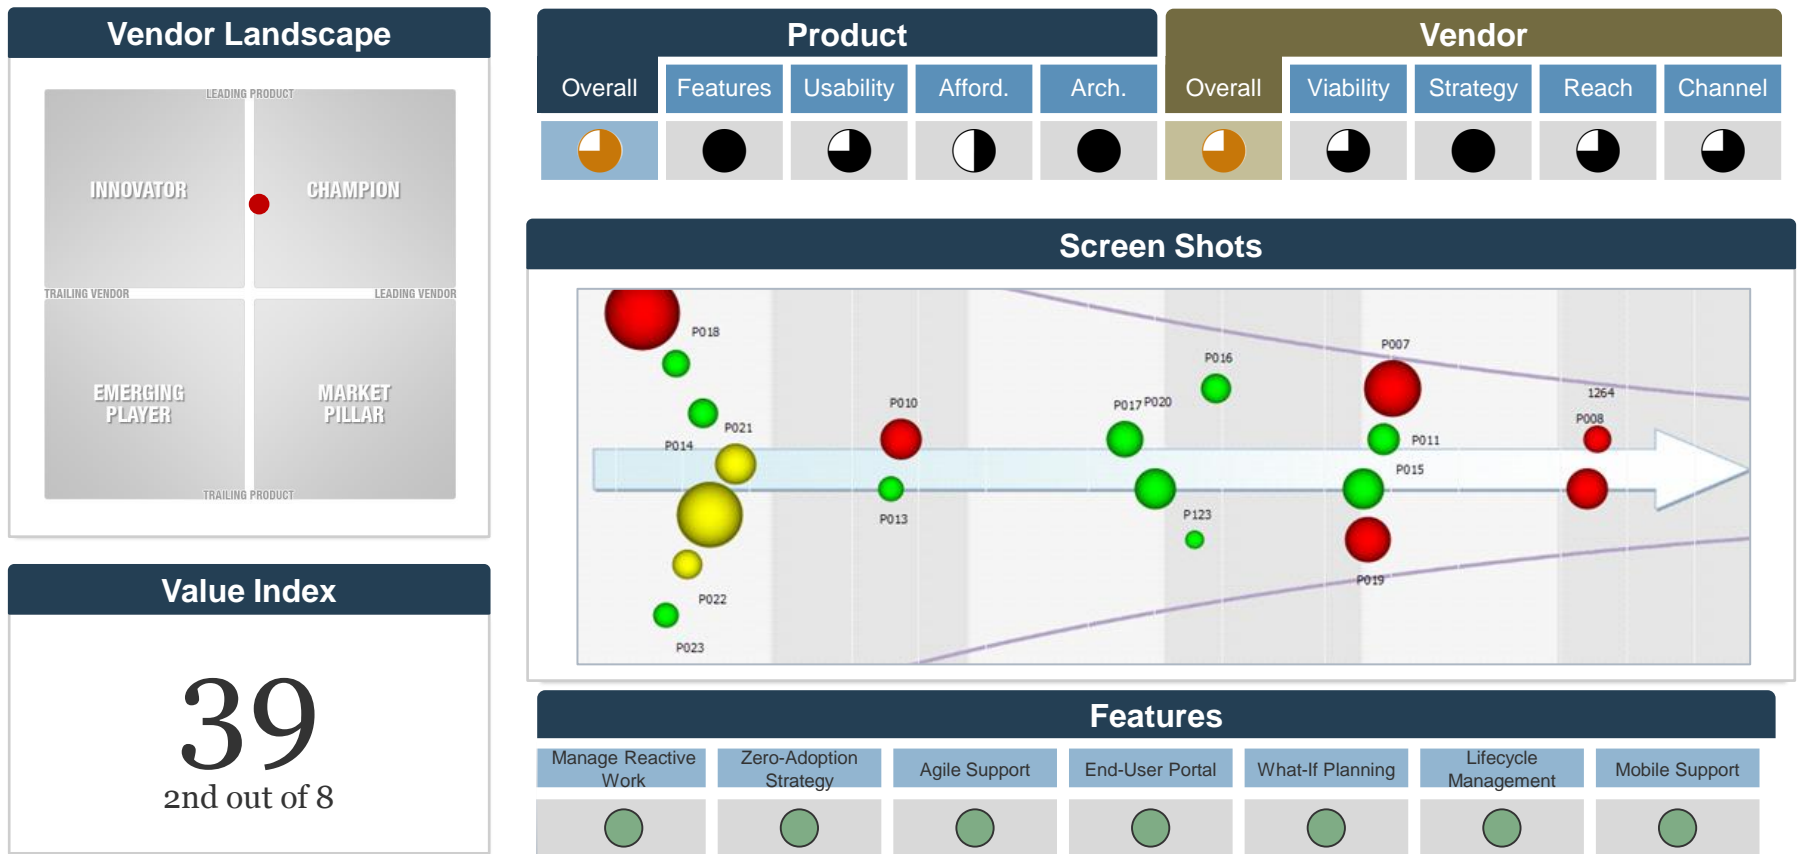 Vendor Landscape
LEADING PRODUCT
INNOVATOR
CHAMPION
TRAILING VENDOR
LEADING VENDOR
EMERGING
PLAYER
MARKET
PILLAR
TRAILING PRODUCT
Value Index
39
2nd out of 8
Product
Vendor
Overall
Features
Usability
Afford.
Arch.
Overall
Viability
Strategy
Reach
Channel
Screen Shots
P018
P014
P021
P022
P023
P010
P013
P017
P020
P016
P123
P007
P011
P015
P019
1264
P008
Features
Manage Reactive
Work
Zero-Adoption
Strategy
Agile Support
End-User Portal
What-If Planning
Lifecycle
Management
Mobile Support